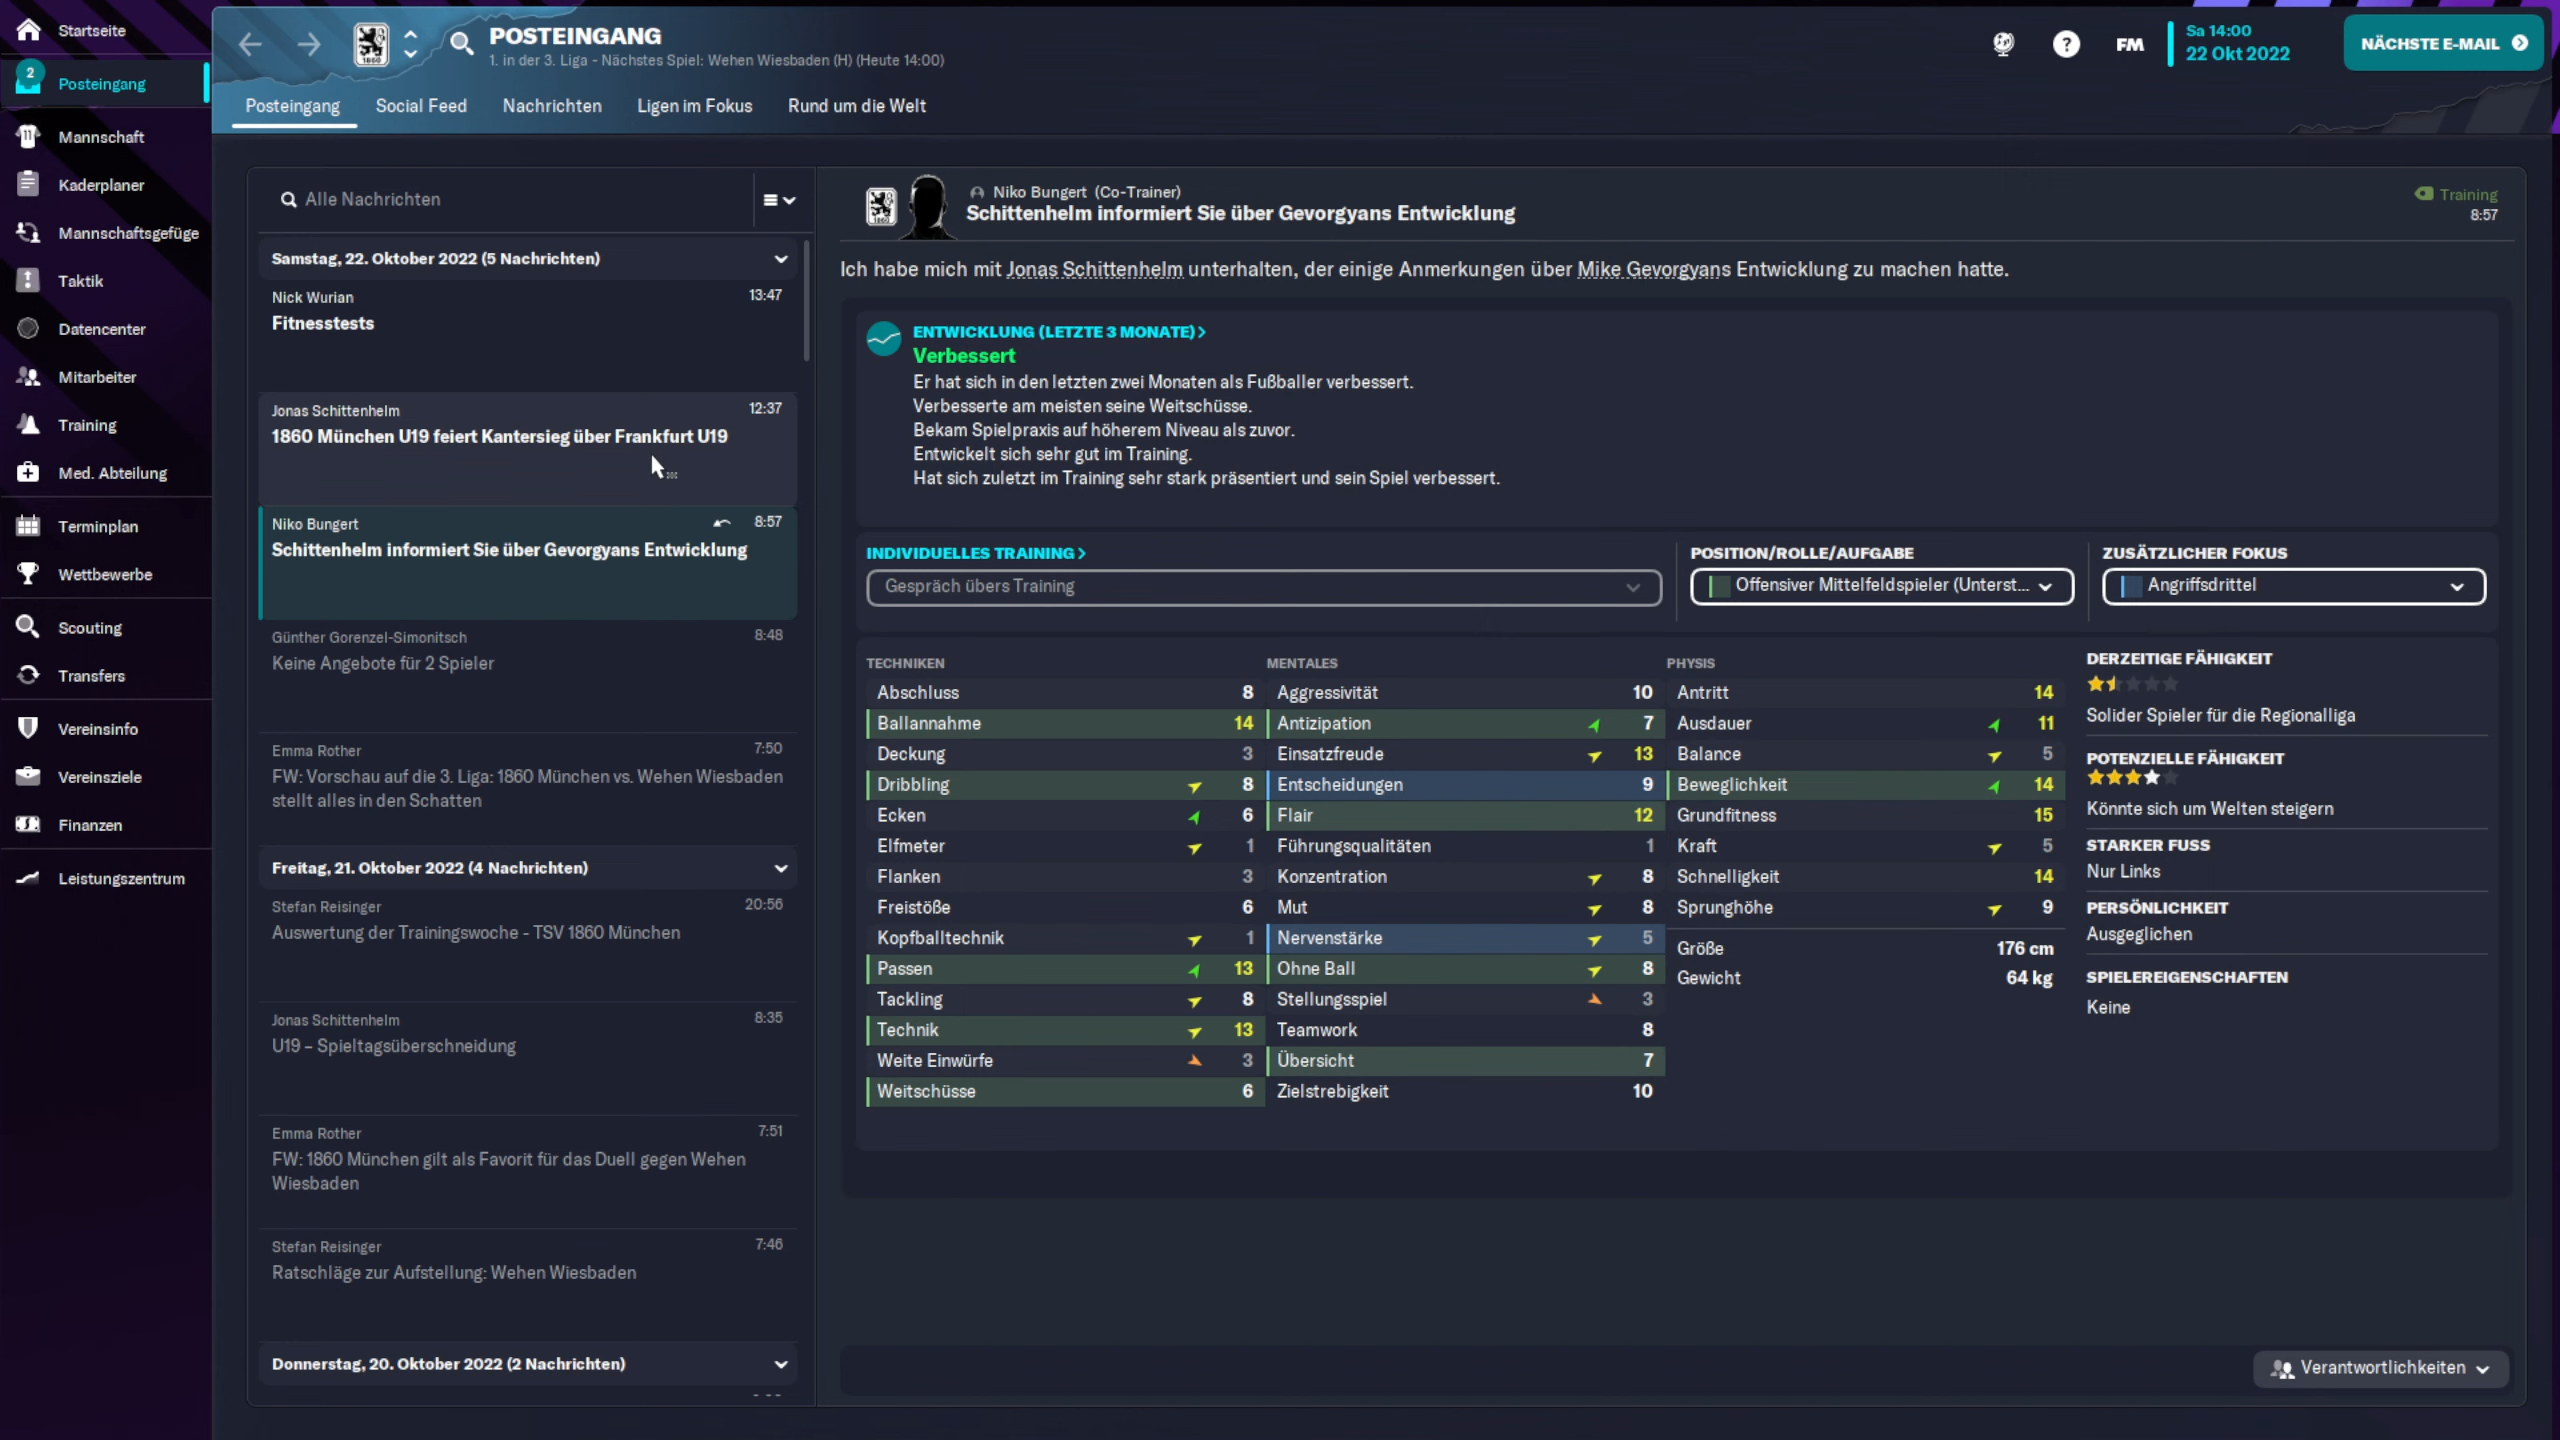 Startseite
2
Posteingang
Mannschaft
Kaderplaner
Mannschaftsgefüge
Taktik
Datencenter
Mitarbeiter
Training
Med. Abteilung
Terminplan
Wettbewerbe
Scouting
Transfers
Vereinsinfo
Vereinsziele
Finanzen
Leistungszentrum
POSTEINGANG
1. in der 3. Liga - Nächstes Spiel: Wehen Wiesbaden (H) (Heute 14:00)
FM
Sa 14:00
22 Okt 2022
NÄCHSTE E-MAIL
Posteingang Social Feed Nachrichten Ligen im Fokus Rund um die Welt
Alle Nachrichten
Samstag, 22. Oktober 2022 (5 Nachrichten)
Nick Wurian 13:47
Fitnesstests
Jonas Schittenhelm 12:37
1860 München U19 feiert Kantersieg über Frankfurt U19
Niko Bungert 8:57
Schittenhelm informiert Sie über Gevorgyans Entwicklung
Günther Gorenzel-Simonitsch 8:48
Keine Angebote für 2 Spieler
Emma Rother 7:50
FW: Vorschau auf die 3. Liga: 1860 München vs. Wehen Wiesbaden
stellt alles in den Schatten
Freitag, 21. Oktober 2022 (4 Nachrichten)
Stefan Reisinger 20:56
Auswertung der Trainingswoche - TSV 1860 München
Jonas Schittenhelm 8:35
U19 – Spieltagsüberschneidung
Emma Rother 7:51
FW: 1860 München gilt als Favorit für das Duell gegen Wehen
Wiesbaden
Stefan Reisinger 7:46
Ratschläge zur Aufstellung: Wehen Wiesbaden
Donnerstag, 20. Oktober 2022 (2 Nachrichten)
Niko Bungert (Co-Trainer)
Schittenhelm informiert Sie über Gevorgyans Entwicklung
Training
8:57
Ich habe mich mit Jonas Schittenhelm unterhalten, der einige Anmerkungen über Mike Gevorgyans Entwicklung zu machen hatte.
ENTWICKLUNG (LETZTE 3 MONATE) >
Verbessert
Er hat sich in den letzten zwei Monaten als Fußballer verbessert.
Verbesserte am meisten seine Weitschüsse.
Bekam Spielpraxis auf höherem Niveau als zuvor.
Entwickelt sich sehr gut im Training.
Hat sich zuletzt im Training sehr stark präsentiert und sein Spiel verbessert.
INDIVIDUELLES TRAINING >
Gespräch übers Training
POSITION/ROLLE/AUFGABE
Offensiver Mittelfeldspieler (Unterst...
ZUSÄTZLICHER FOKUS
Angriffsdrittel
TECHNIKEN
Abschluss 8
Ballannahme 14
Deckung 3
Dribbling 8
Ecken 6
Elfmeter 1
Flanken 3
Freistöße 6
Kopfballtechnik 1
Passen 13
Tackling 8
Technik 13
Weite Einwürfe 3
Weitschüsse 6
MENTALES
Aggressivität 10
Antizipation 7
Einsatzfreude 13
Entscheidungen 9
Flair 12
Führungsqualitäten 1
Konzentration 8
Mut 8
Nervenstärke 5
Ohne Ball 8
Stellungsspiel 3
Teamwork 8
Übersicht 7
Zielstrebigkeit 10
PHYSIS
Antritt 14
Ausdauer 11
Balance 5
Beweglichkeit 14
Grundfitness 15
Kraft 5
Schnelligkeit 14
Sprunghöhe 9
Größe 176 cm
Gewicht 64 kg
DERZEITIGE FÄHIGKEIT
Solider Spieler für die Regionalliga
POTENZIELLE FÄHIGKEIT
Könnte sich um Welten steigern
STARKER FUSS
Nur Links
PERSÖNLICHKEIT
Ausgeglichen
SPIELEREIGENSCHAFTEN
Keine
Verantwortlichkeiten